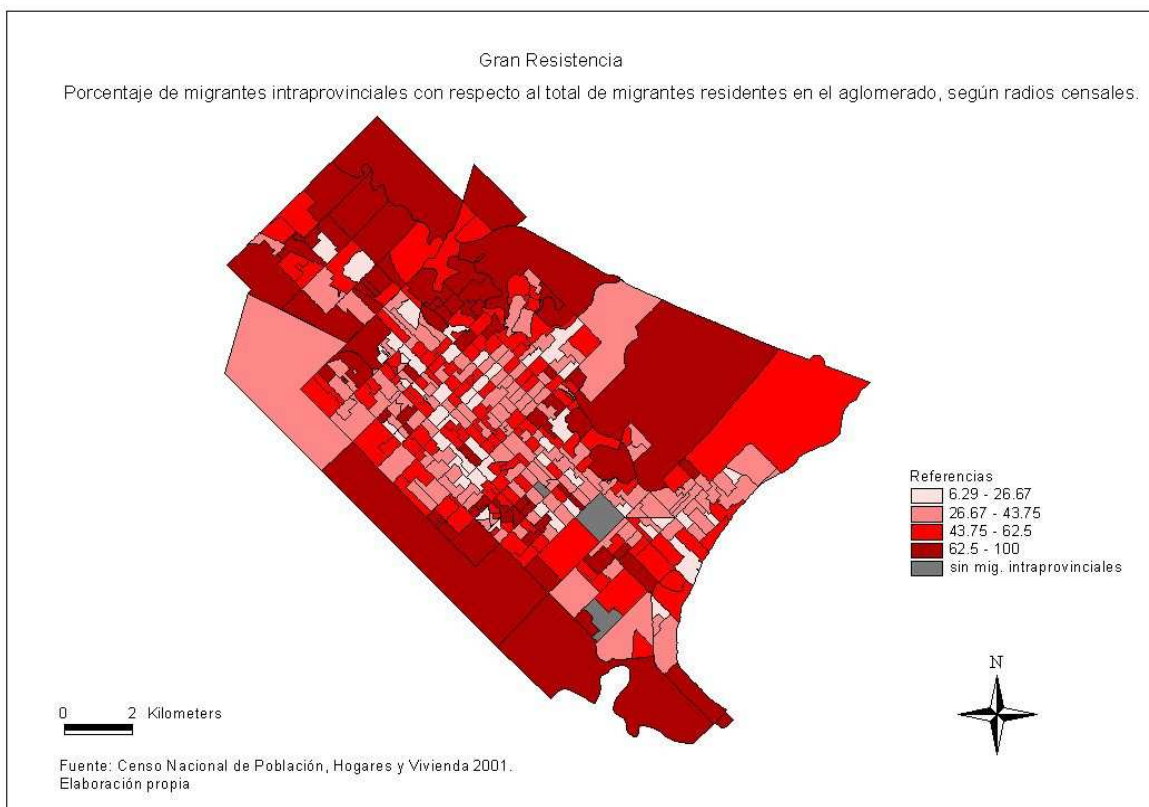 Gran Resistencia
Porcentaje de migrantes intraprovinciales con respecto al total de migrantes residentes en el aglomerado, según radios censales.
Referencias
6.29 - 26.67
26.67 - 43.75
43.75 - 62.5
62.5 - 100
sin mig. intraprovinciales
N
0 2 Kilometers
Fuente: Censo Nacional de Población, Hogares y Vivienda 2001.
Elaboración propia